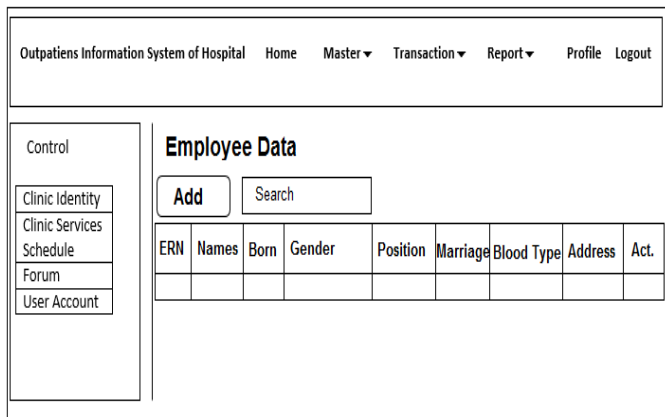 Outpatiens Information System of Hospital Home Master Transaction Report Profile Logout
Control
Clinic Identity
Clinic Services
Schedule
Forum
User Account
Employee Data
Add Search
ERN Names Born Gender Position Marriage Blood Type Address Act.